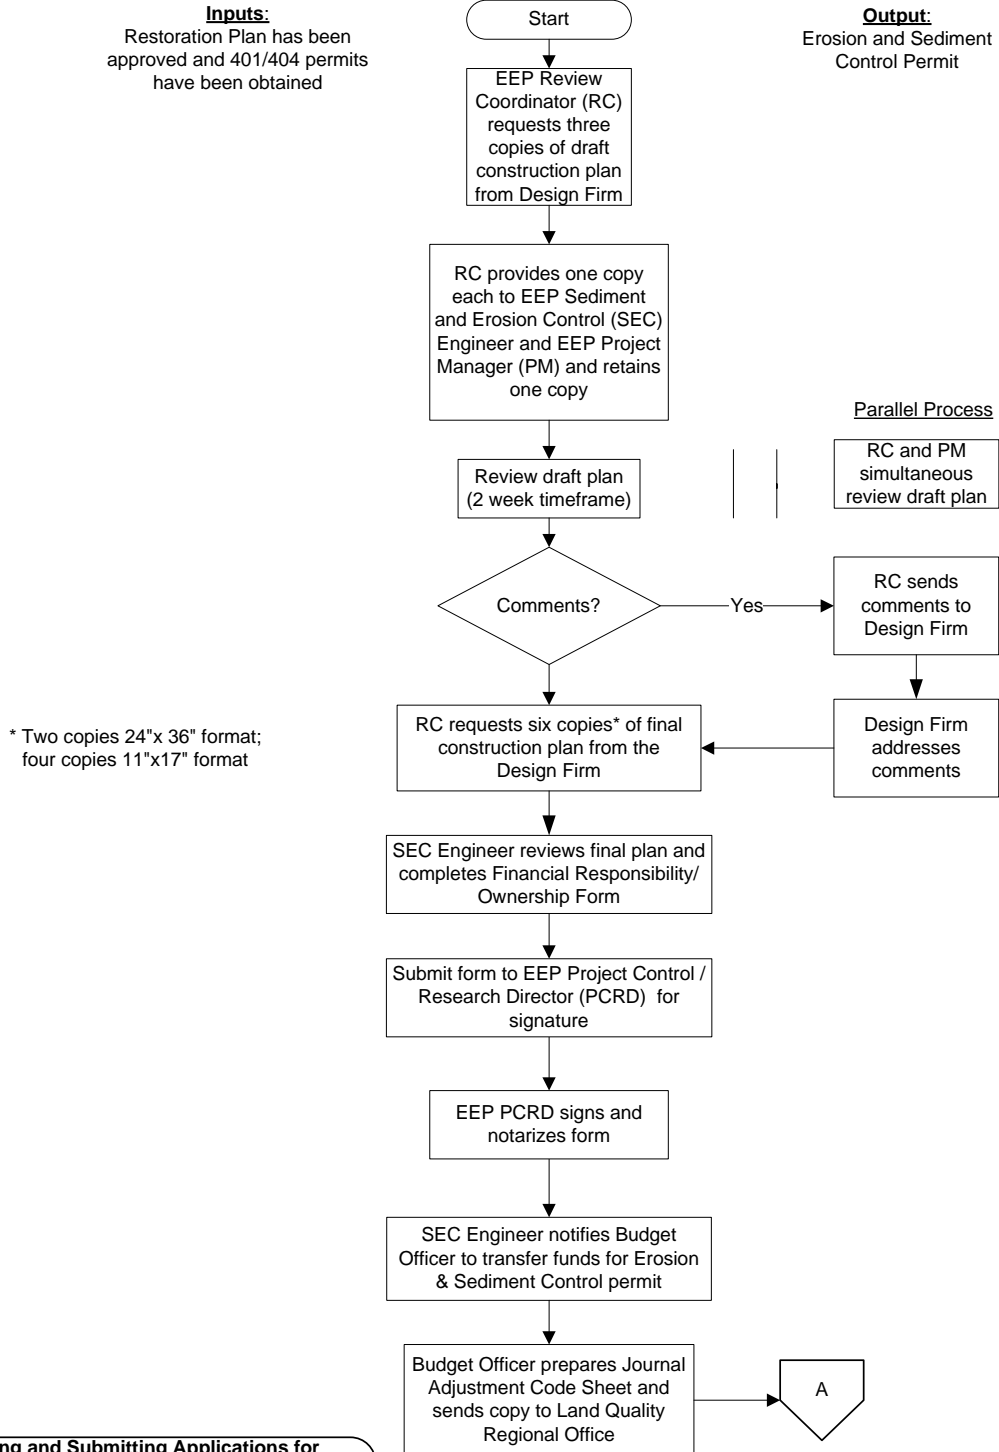 Inputs:
Restoration Plan has been
approved and 401/404 permits
have been obtained
Start
Output:
Erosion and Sediment
Control Permit
EEP Review
Coordinator (RC)
requests three
copies of draft
construction plan
from Design Firm
RC provides one copy
each to EEP Sediment
and Erosion Control (SEC)
Engineer and EEP Project
Manager (PM) and retains
one copy
Parallel Process
Review draft plan
(2 week timeframe)
RC and PM
simultaneous
review draft plan
Comments?
Yes
RC sends
comments to
Design Firm
* Two copies 24"x 36" format;
four copies 11"x17" format
RC requests six copies* of final
construction plan from the
Design Firm
Design Firm
addresses
comments
SEC Engineer reviews final plan and
completes Financial Responsibility/
Ownership Form
Submit form to EEP Project Control /
Research Director (PCRD) for
signature
EEP PCRD signs and
notarizes form
SEC Engineer notifies Budget
Officer to transfer funds for Erosion
& Sediment Control permit
Budget Officer prepares Journal
Adjustment Code Sheet and
sends copy to Land Quality
Regional Office
A
and Submitting Applications for